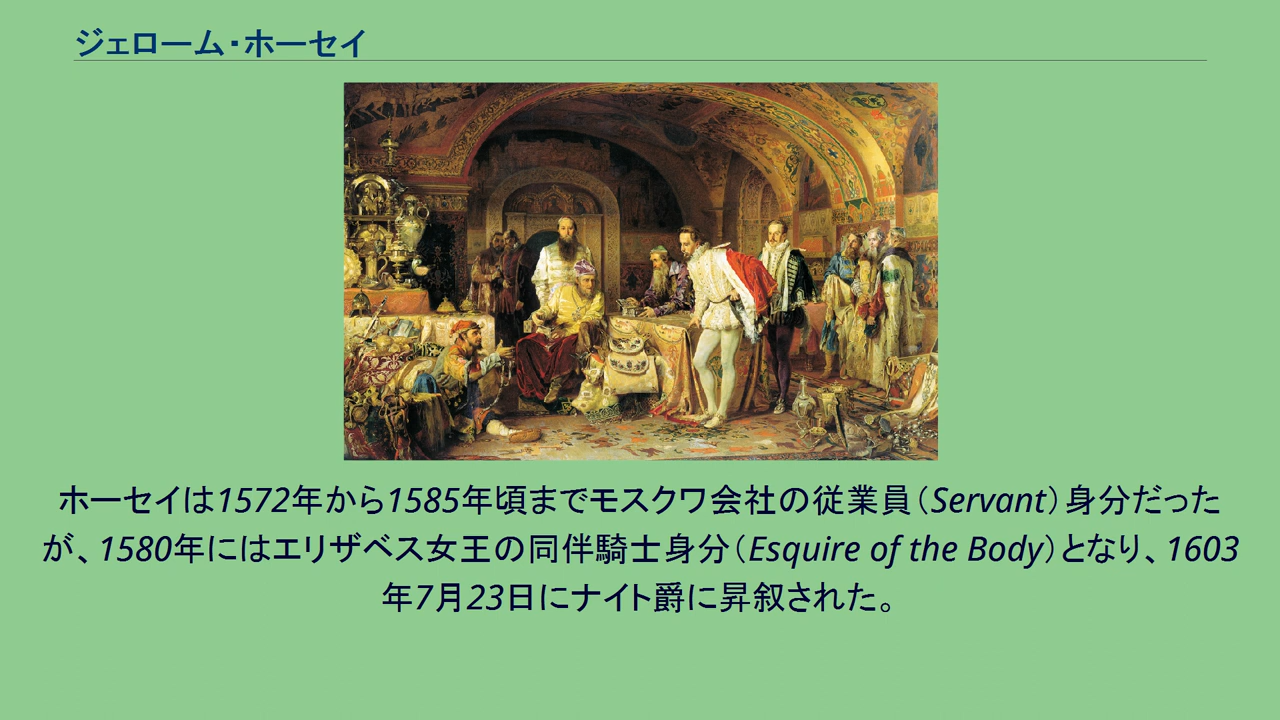 ジェローム・ホーセイ
ホーセイは1572年から1585年頃までモスクワ会社の従業員（Servant）身分だった
が、1580年にはエリザベス女王の同伴騎士身分（Esquire of the Body）となり、1603
年7月23日にナイト爵に昇叙された。